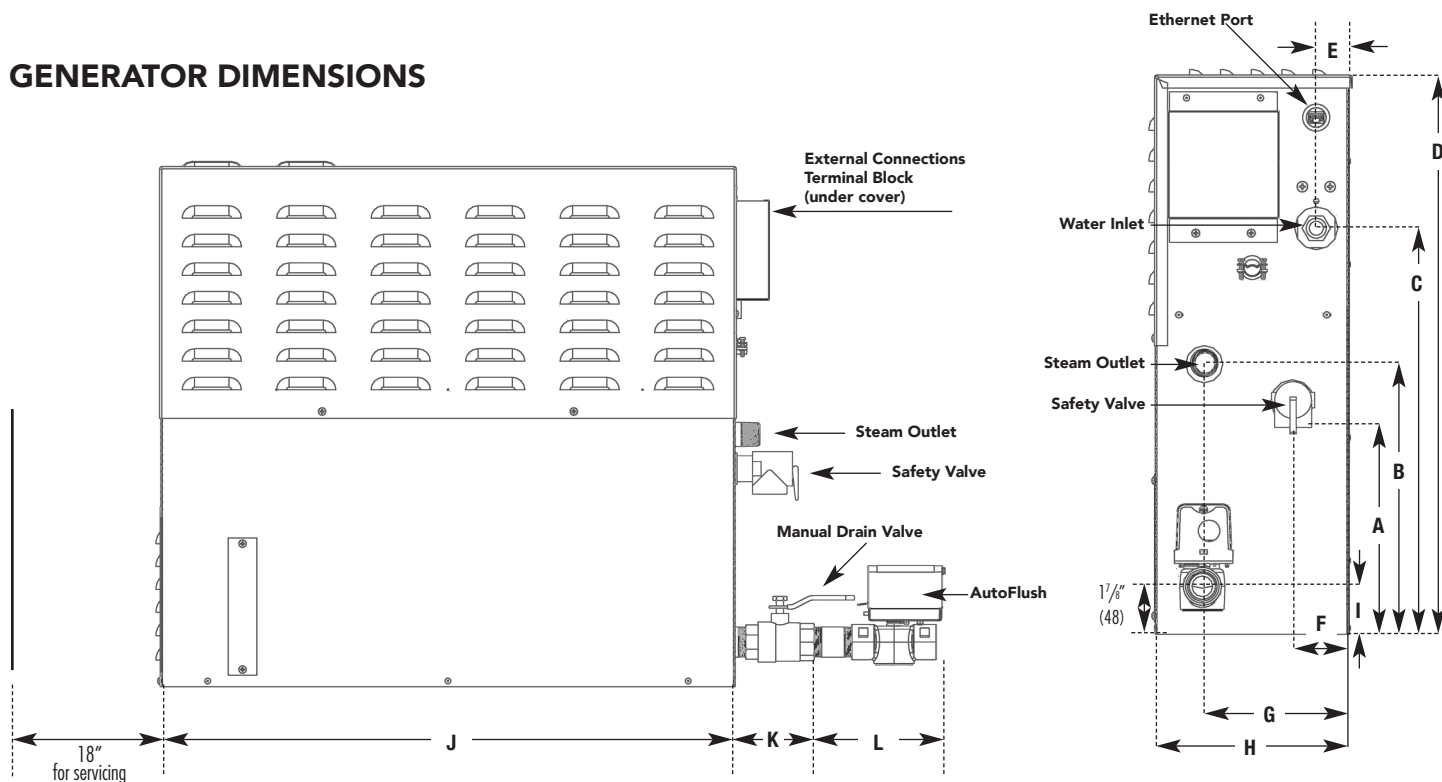 GENERATOR DIMENSIONS
External Connections
Terminal Block
(under cover)
Steam Outlet
Safety Valve
Manual Drain Valve
AutoFlush
18"
for servicing
J
K
L
Ethernet Port
E
D
Water Inlet
C
Steam Outlet
Safety Valve
B
A
1⅞"
(48)
I
F
G
H